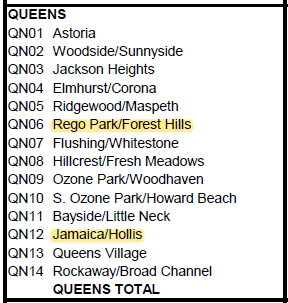 QUEENS
QN01 Astoria
QN02 Woodside/Sunnyside
QN03 Jackson Heights
QN04 Elmhurst/Corona
QN05 Ridgewood/Maspeth
QN06 Rego Park/Forest Hills
QN07 Flushing/Whitestone
QN08 Hillcrest/Fresh Meadows
QN09 Ozone Park/Woodhaven
QN10 S. Ozone Park/Howard Beach
QN11 Bayside/Little Neck
QN12 Jamaica/Hollis
QN13 Queens Village
QN14 Rockaway/Broad Channel
QUEENS TOTAL